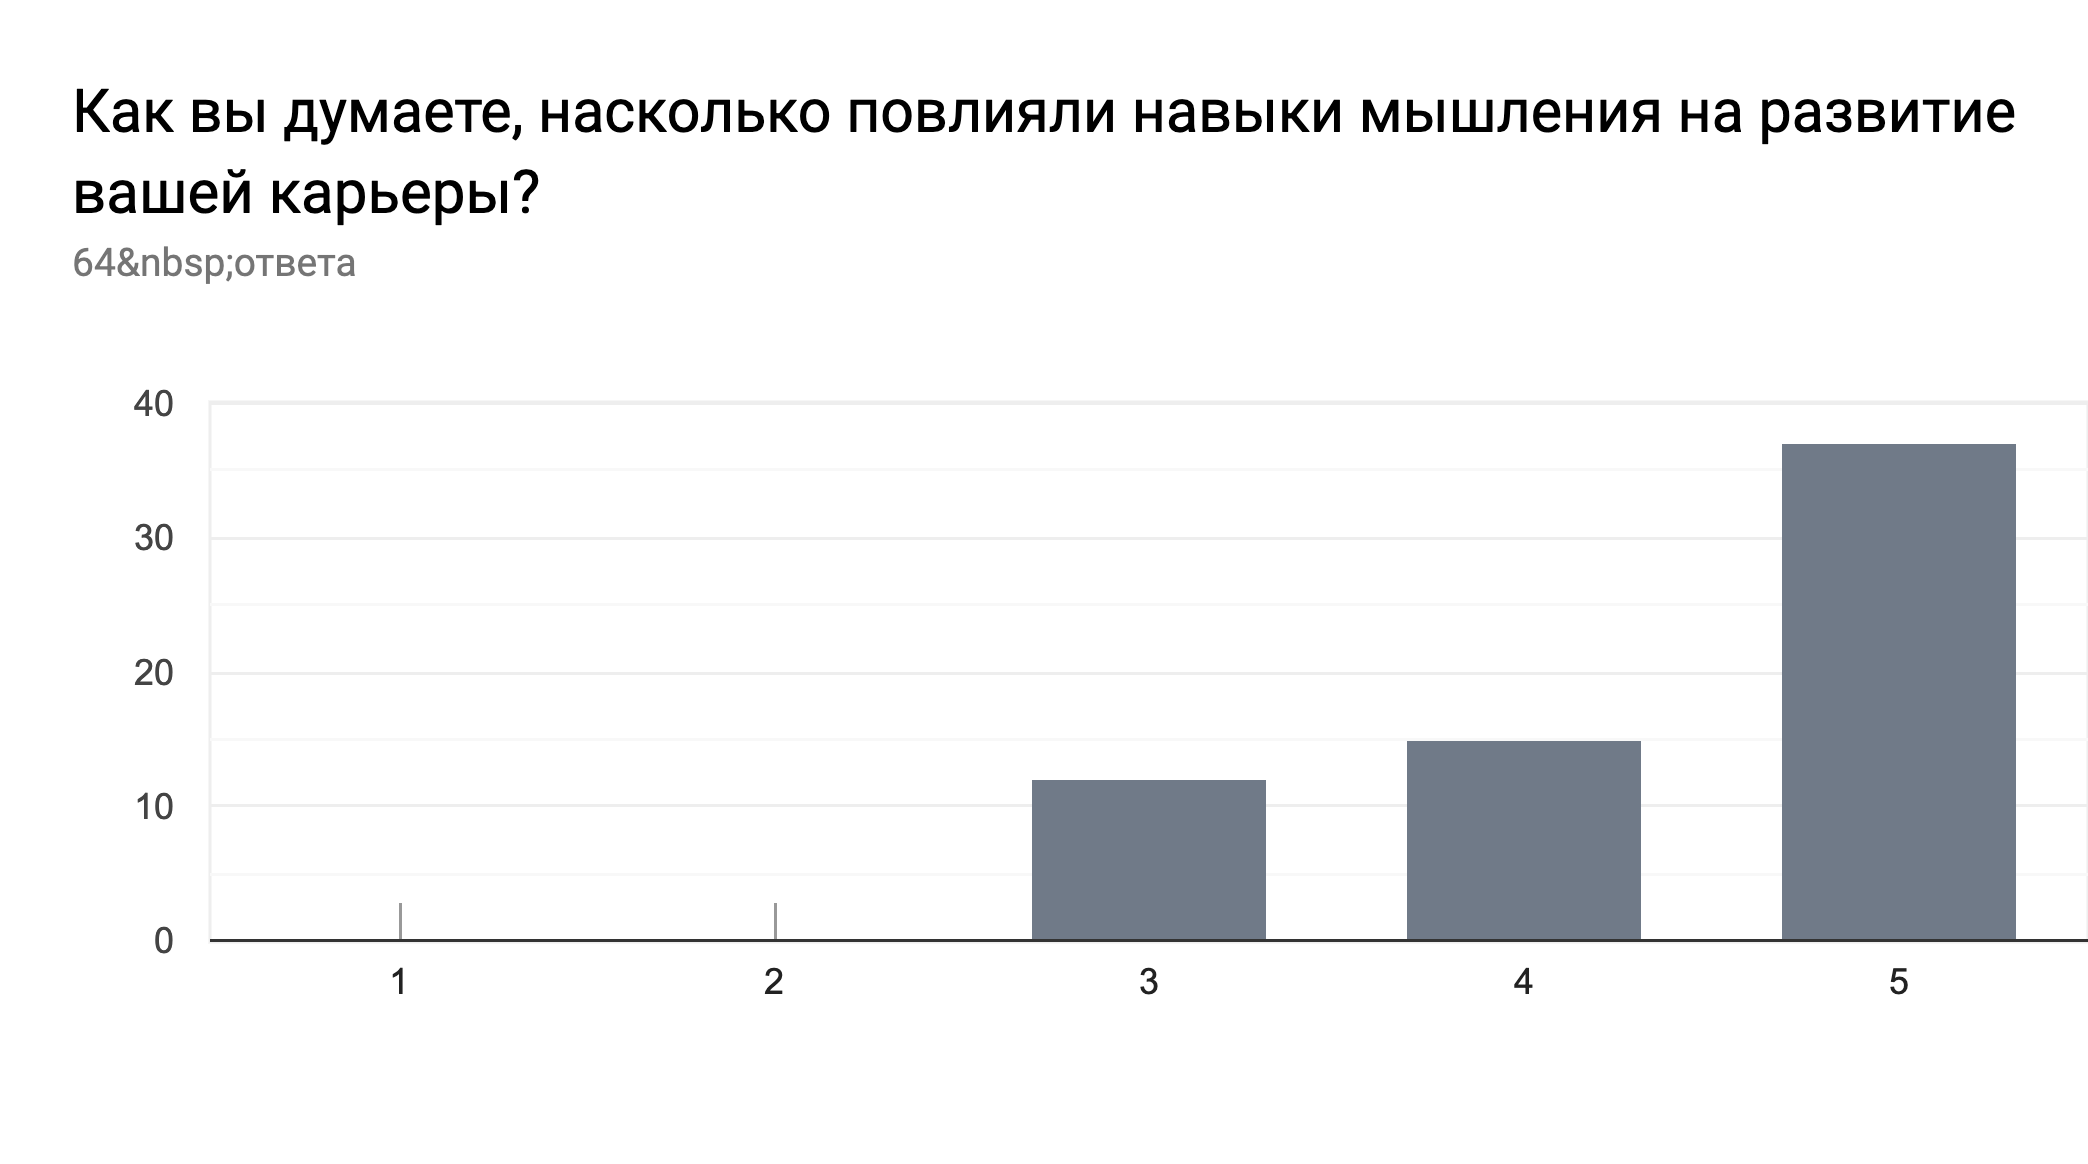 Как вы думаете, насколько повлияли навыки мышления на развитие
вашей карьеры?
64&nbsp;ответа
40
30
20
10
0
1 2 3 4 5